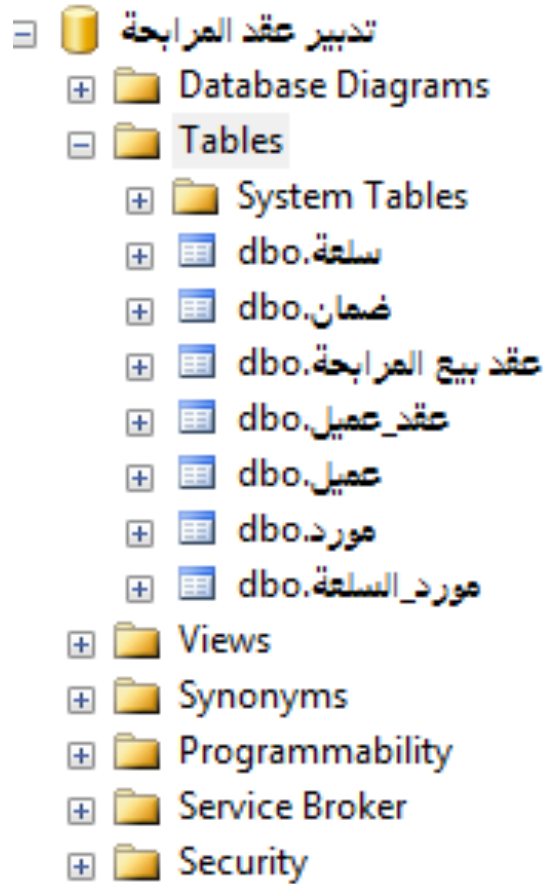 تدبير عقد المرابحة
Database Diagrams
Tables
System Tables
dbo.سلعة
dbo.ضمان
dbo.عقد بيع المرابحة
dbo.عقد_عميل
dbo.عميل
dbo.مورد
dbo.مورد_السلعة
Views
Synonyms
Programmability
Service Broker
Security